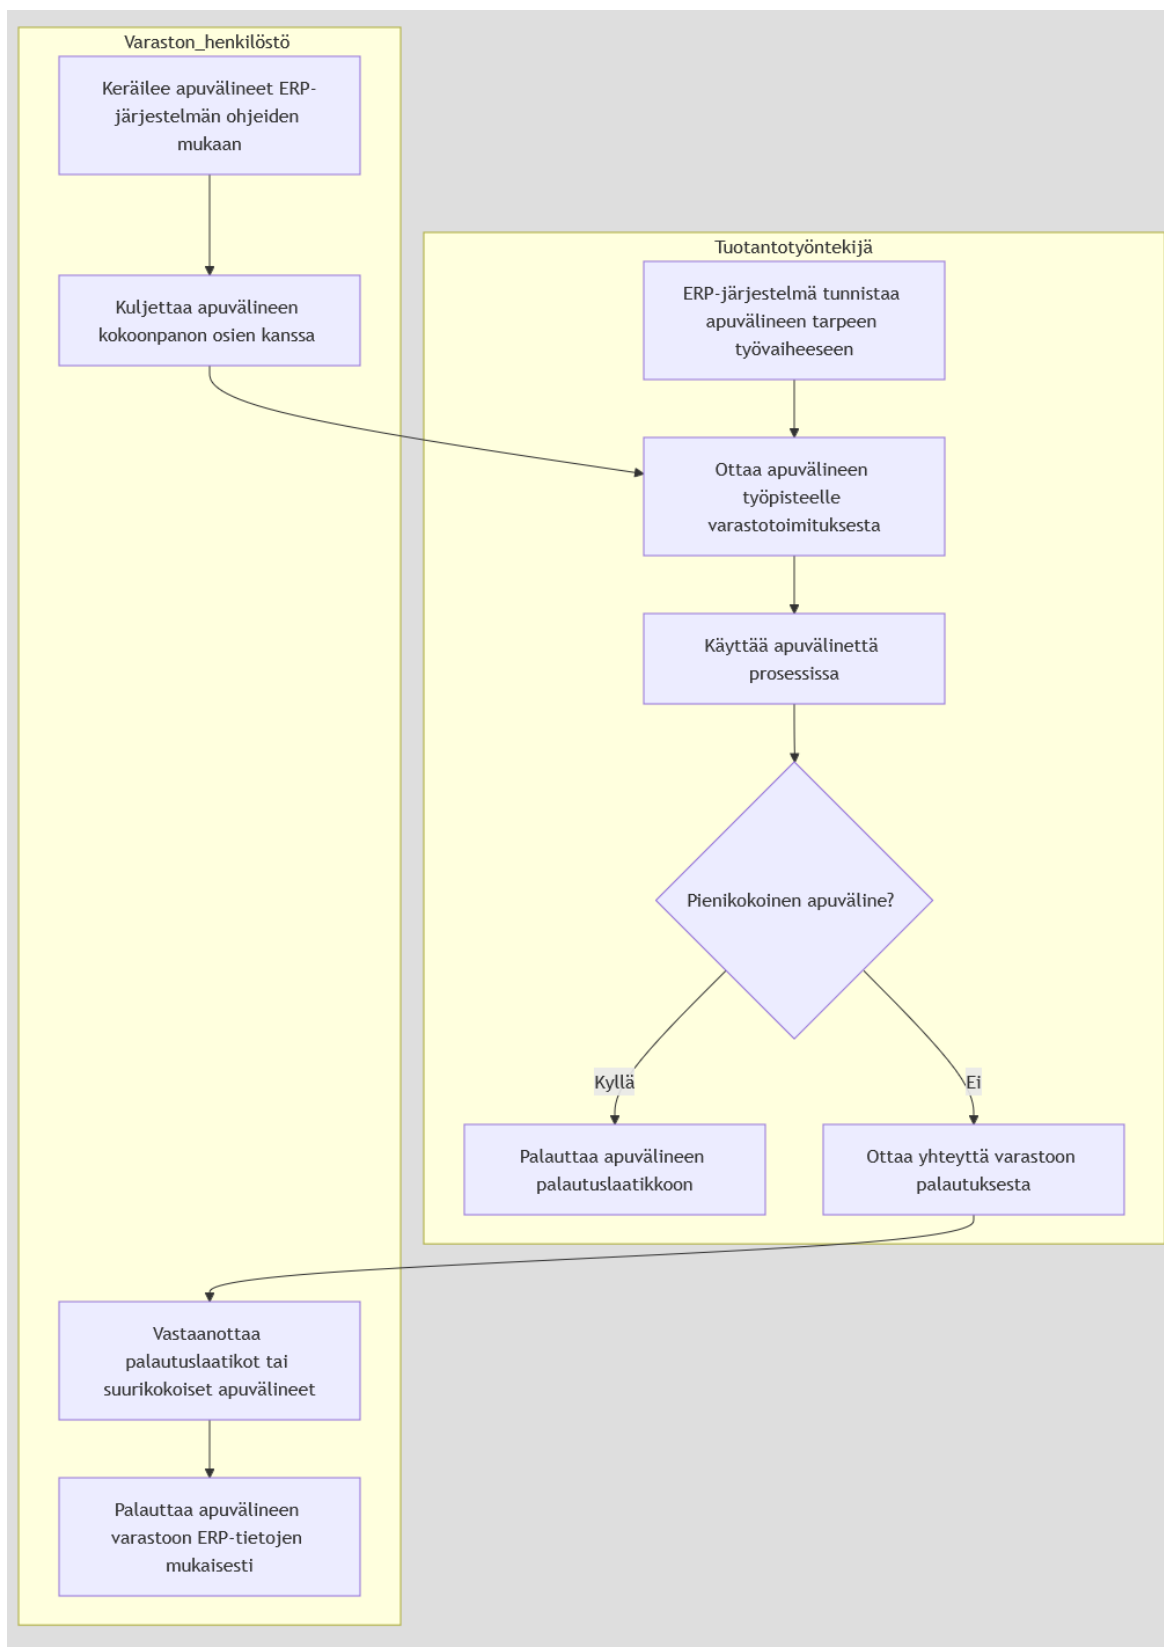 Varaston_henkilöstö
Keräilee apuvälineet ERP-
järjestelmän ohjeiden
mukaan
Kuljettaa apuvälineen
kokoonpanon osien kanssa
Tuotantotyöntekijä
ERP-järjestelmä tunnistaa
apuvälineen tarpeen
työvaiheeseen
Ottaa apuvälineen
työpisteelle
varastotoimituksesta
Käyttää apuvälinettä
prosessissa
Pienikokoinen apuväline?
Kyllä
Ei
Palauttaa apuvälineen
palautuslaatikkoon
Ottaa yhteyttä varastoon
palautuksesta
Vastaanottaa
palautuslaatikot tai
suurikokoiset apuvälineet
Palauttaa apuvälineen
varastoon ERP-tietojen
mukaisesti